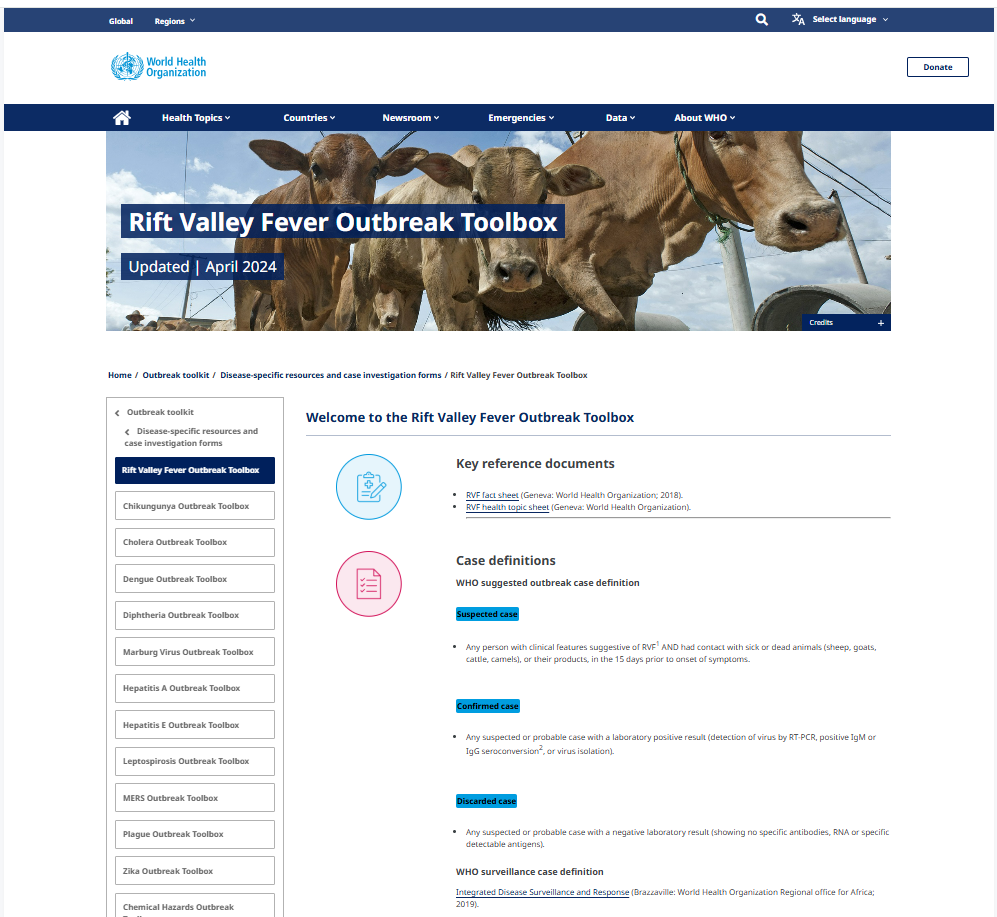 Global Regions Select language
World Health
Organization
Donate
Health Topics Countries Newsroom Emergencies Data About WHO
Rift Valley Fever Outbreak Toolbox
Updated | April 2024
Credits +
Home / Outbreak toolkit / Disease-specific resources and case investigation forms / Rift Valley Fever Outbreak Toolbox
Outbreak toolkit
Disease-specific resources and
case investigation forms
Rift Valley Fever Outbreak Toolbox
Chikungunya Outbreak Toolbox
Cholera Outbreak Toolbox
Dengue Outbreak Toolbox
Diphtheria Outbreak Toolbox
Marburg Virus Outbreak Toolbox
Hepatitis A Outbreak Toolbox
Hepatitis E Outbreak Toolbox
Leptospirosis Outbreak Toolbox
MERS Outbreak Toolbox
Plague Outbreak Toolbox
Zika Outbreak Toolbox
Chemical Hazards Outbreak
Welcome to the Rift Valley Fever Outbreak Toolbox
Key reference documents
• RVF fact sheet (Geneva: World Health Organization; 2018).
• RVF health topic sheet (Geneva: World Health Organization).
Case definitions
WHO suggested outbreak case definition
Suspected case
• Any person with clinical features suggestive of RVF¹ AND had contact with sick or dead animals (sheep, goats,
cattle, camels), or their products, in the 15 days prior to onset of symptoms.
Confirmed case
• Any suspected or probable case with a laboratory positive result (detection of virus by RT-PCR, positive IgM or
IgG seroconversion², or virus isolation).
Discarded case
• Any suspected or probable case with a negative laboratory result (showing no specific antibodies, RNA or specific
detectable antigens).
WHO surveillance case definition
Integrated Disease Surveillance and Response (Brazzaville: World Health Organization Regional office for Africa;
2019).